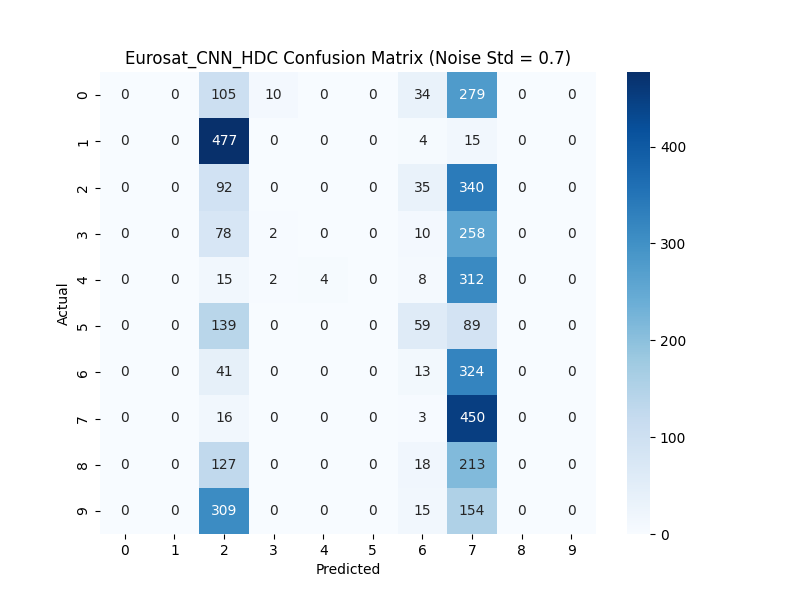 Eurosat_CNN_HDC Confusion Matrix (Noise Std = 0.7)
0 0 0 105 10 0 0 34 279 0 0
1 0 0 477 0 0 0 4 15 0 0
2 0 0 92 0 0 0 35 340 0 0
3 0 0 78 2 0 0 10 258 0 0
4 0 0 15 2 4 0 8 312 0 0
5 0 0 139 0 0 0 59 89 0 0
6 0 0 41 0 0 0 13 324 0 0
7 0 0 16 0 0 0 3 450 0 0
8 0 0 127 0 0 0 18 213 0 0
9 0 0 309 0 0 0 15 154 0 0
0 1 2 3 4 5 6 7 8 9
Predicted
Actual
400
300
200
100
0